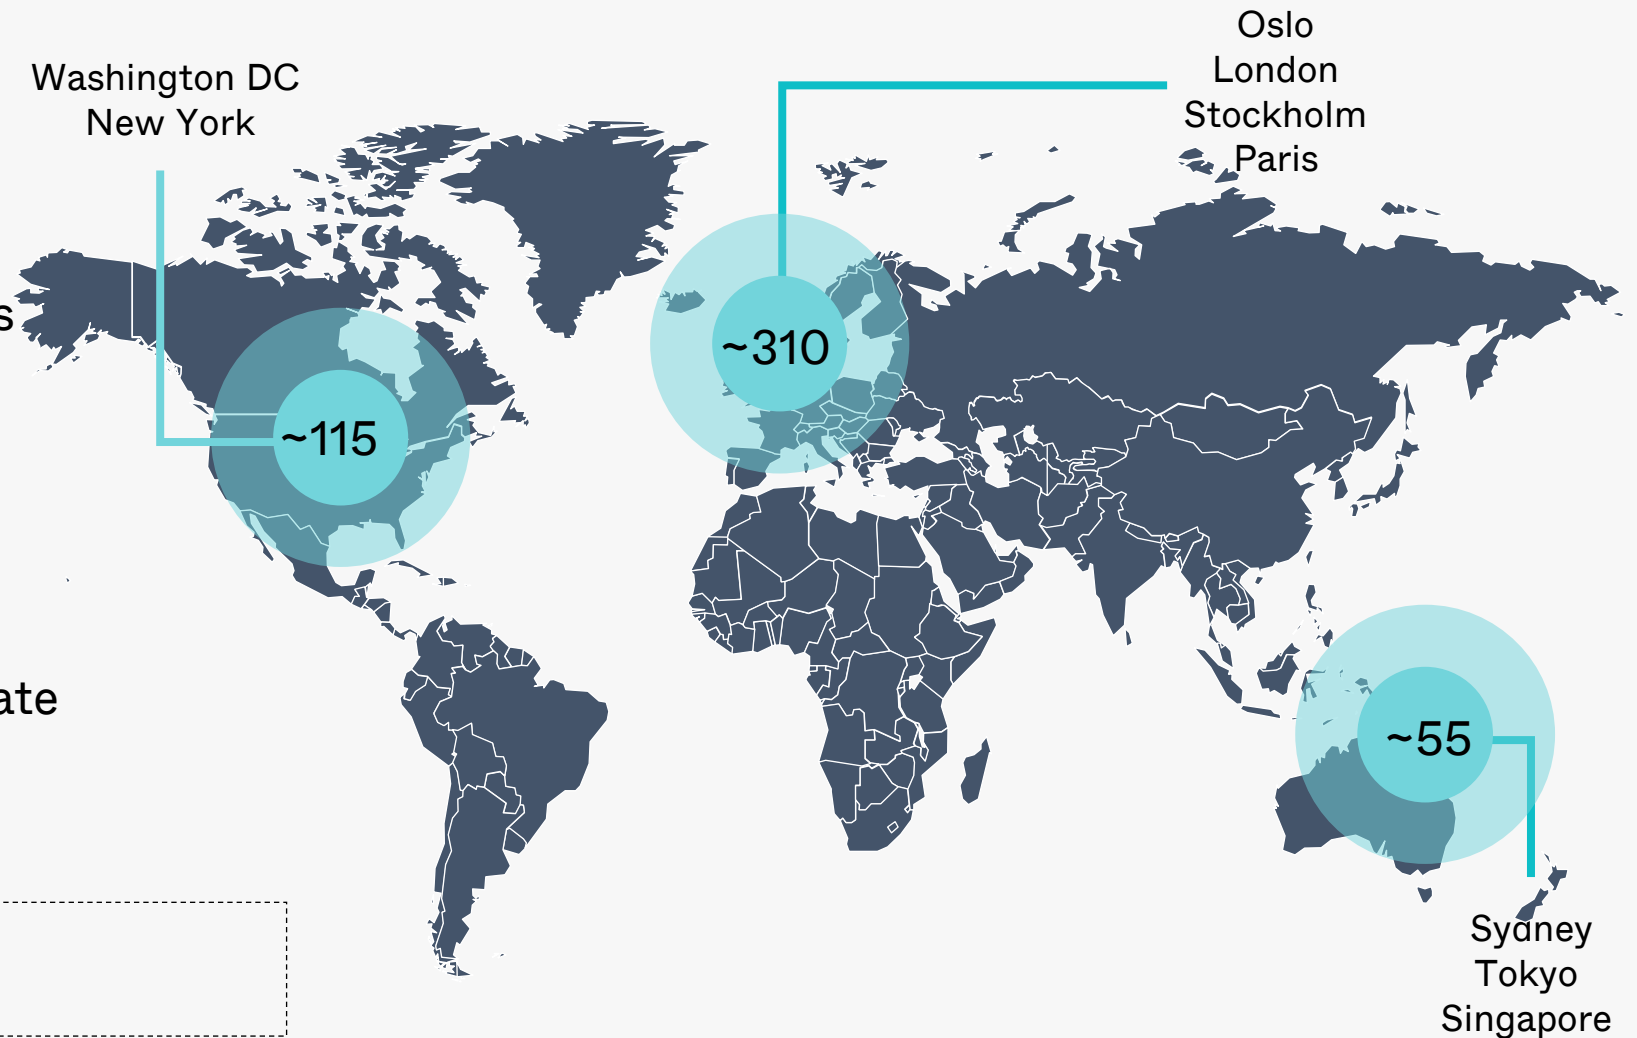 Oslo
London
Stockholm
Paris
Washington DC
New York
s
~310
~115
ate
~55
Sydney
Tokyo
Singapore